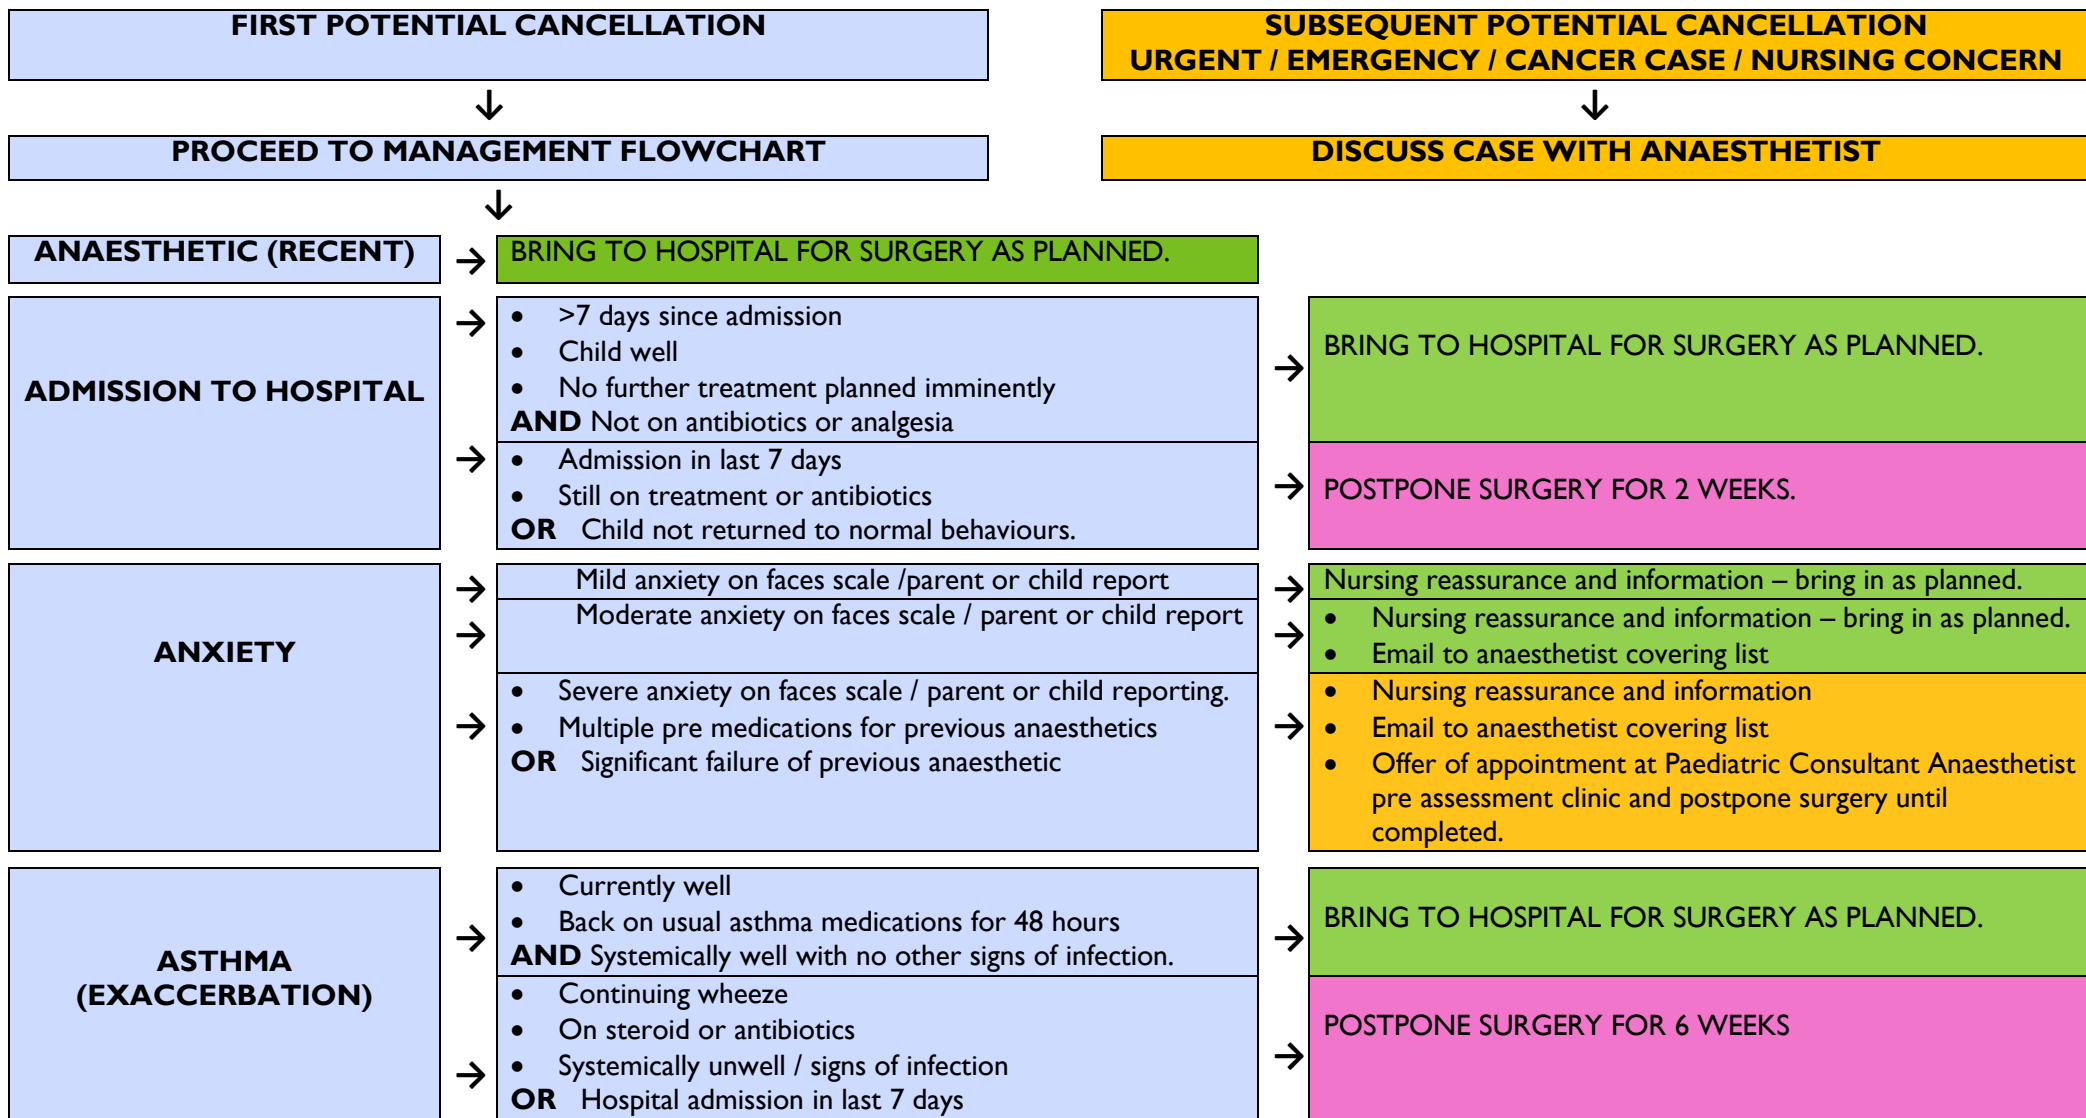 FIRST POTENTIAL CANCELLATION
SUBSEQUENT POTENTIAL CANCELLATION
URGENT / EMERGENCY / CANCER CASE / NURSING CONCERN
↓
↓
PROCEED TO MANAGEMENT FLOWCHART
DISCUSS CASE WITH ANAESTHETIST
↓
ANAESTHETIC (RECENT)
→
BRING TO HOSPITAL FOR SURGERY AS PLANNED.
ADMISSION TO HOSPITAL
→
• >7 days since admission
• Child well
• No further treatment planned imminently
AND Not on antibiotics or analgesia
→
BRING TO HOSPITAL FOR SURGERY AS PLANNED.
→
• Admission in last 7 days
• Still on treatment or antibiotics
OR Child not returned to normal behaviours.
→
POSTPONE SURGERY FOR 2 WEEKS.
ANXIETY
→
Mild anxiety on faces scale /parent or child report
→
Nursing reassurance and information – bring in as planned.
→
Moderate anxiety on faces scale / parent or child report
→
• Nursing reassurance and information – bring in as planned.
• Email to anaesthetist covering list
→
• Severe anxiety on faces scale / parent or child reporting.
• Multiple pre medications for previous anaesthetics
OR Significant failure of previous anaesthetic
→
• Nursing reassurance and information
• Email to anaesthetist covering list
• Offer of appointment at Paediatric Consultant Anaesthetist
pre assessment clinic and postpone surgery until
completed.
ASTHMA
(EXACCERBATION)
→
• Currently well
• Back on usual asthma medications for 48 hours
AND Systemically well with no other signs of infection.
→
BRING TO HOSPITAL FOR SURGERY AS PLANNED.
→
• Continuing wheeze
• On steroid or antibiotics
• Systemically unwell / signs of infection
OR Hospital admission in last 7 days
→
POSTPONE SURGERY FOR 6 WEEKS